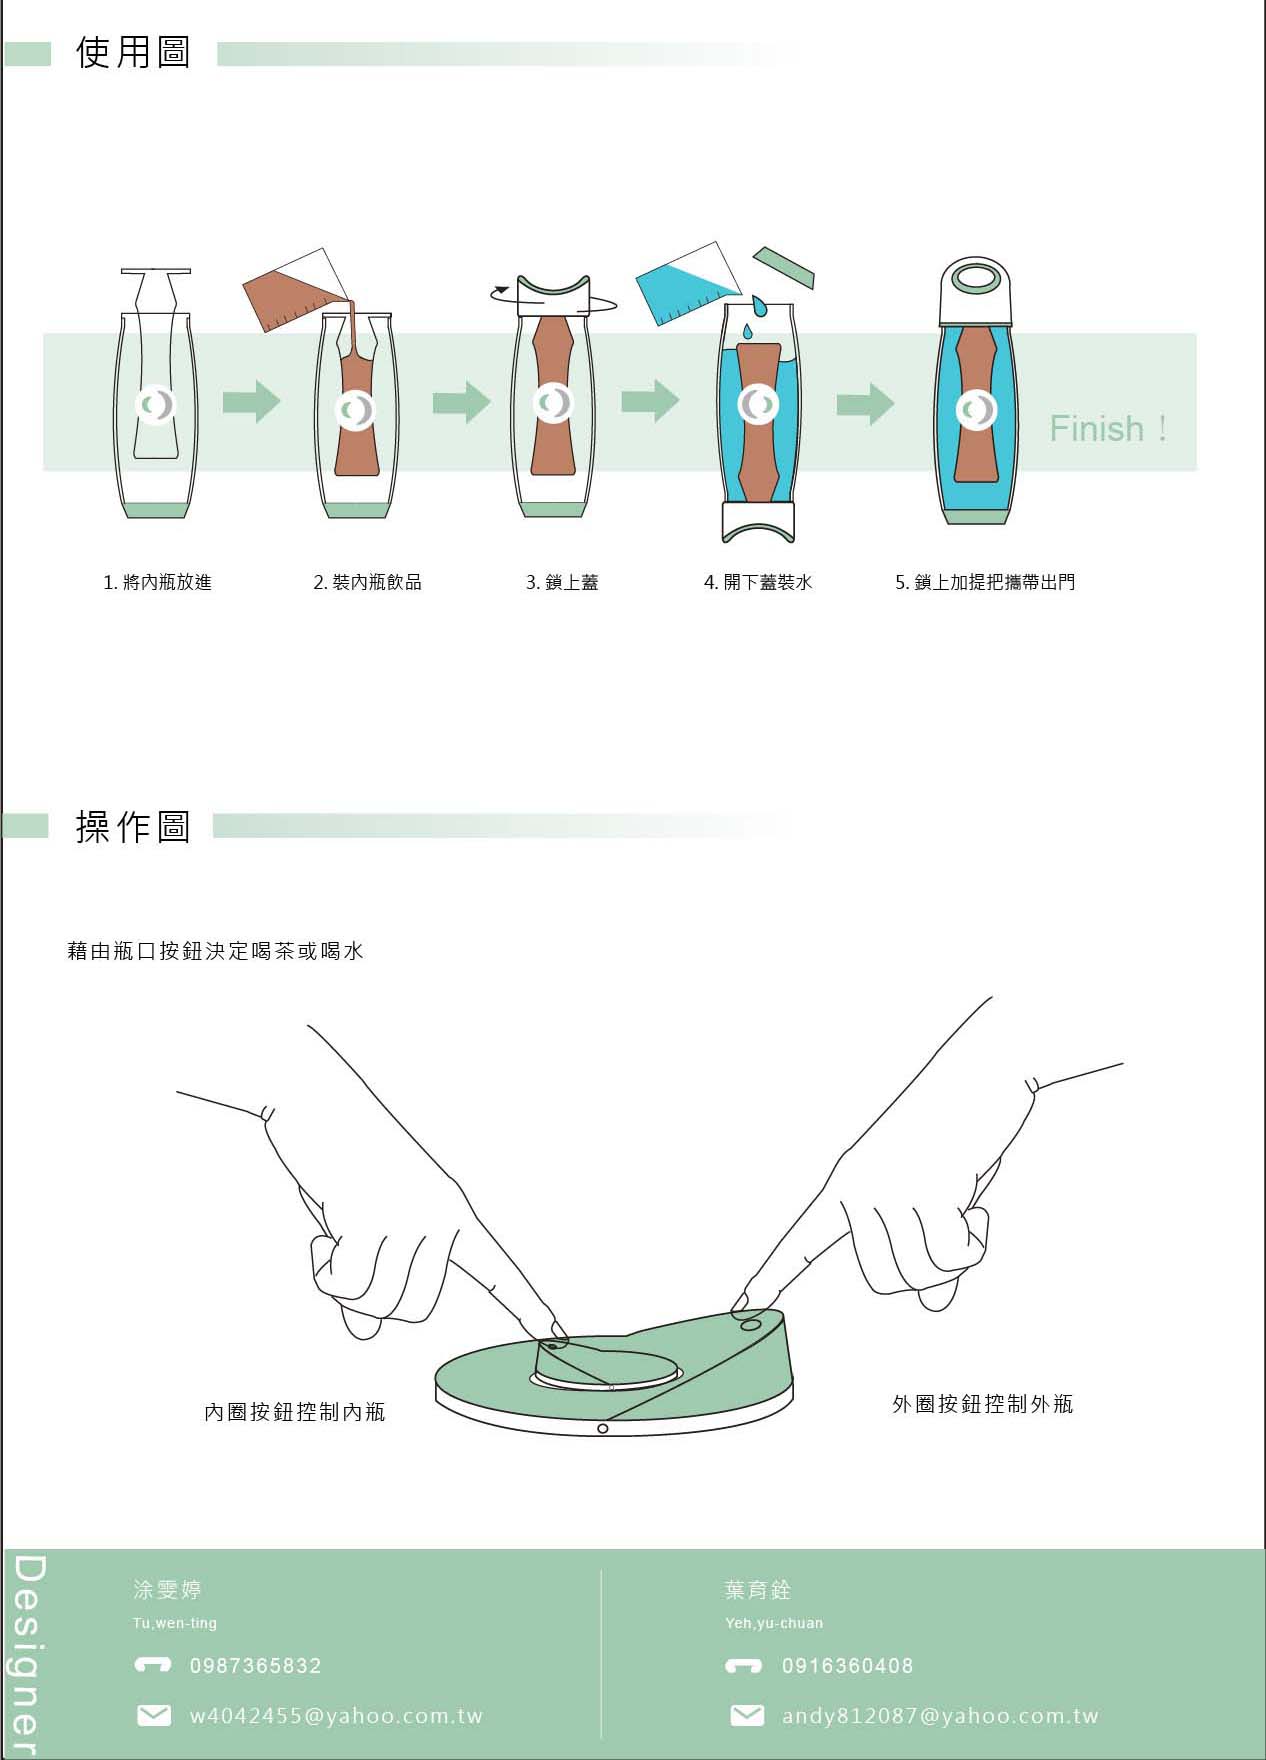 使用圖
Finish！
1. 將內瓶放進
2. 裝內瓶飲品
3. 鎖上蓋
4. 開下蓋裝水
5. 鎖上加提把攜帶出門
操作圖
藉由瓶口按鈕決定喝茶或喝水
內圈按鈕控制內瓶
外圈按鈕控制外瓶
Designer
涂雯婷
Tu,wen-ting
0987365832
w4042455@yahoo.com.tw
葉育銓
Yeh,yu-chuan
0916360408
andy812087@yahoo.com.tw